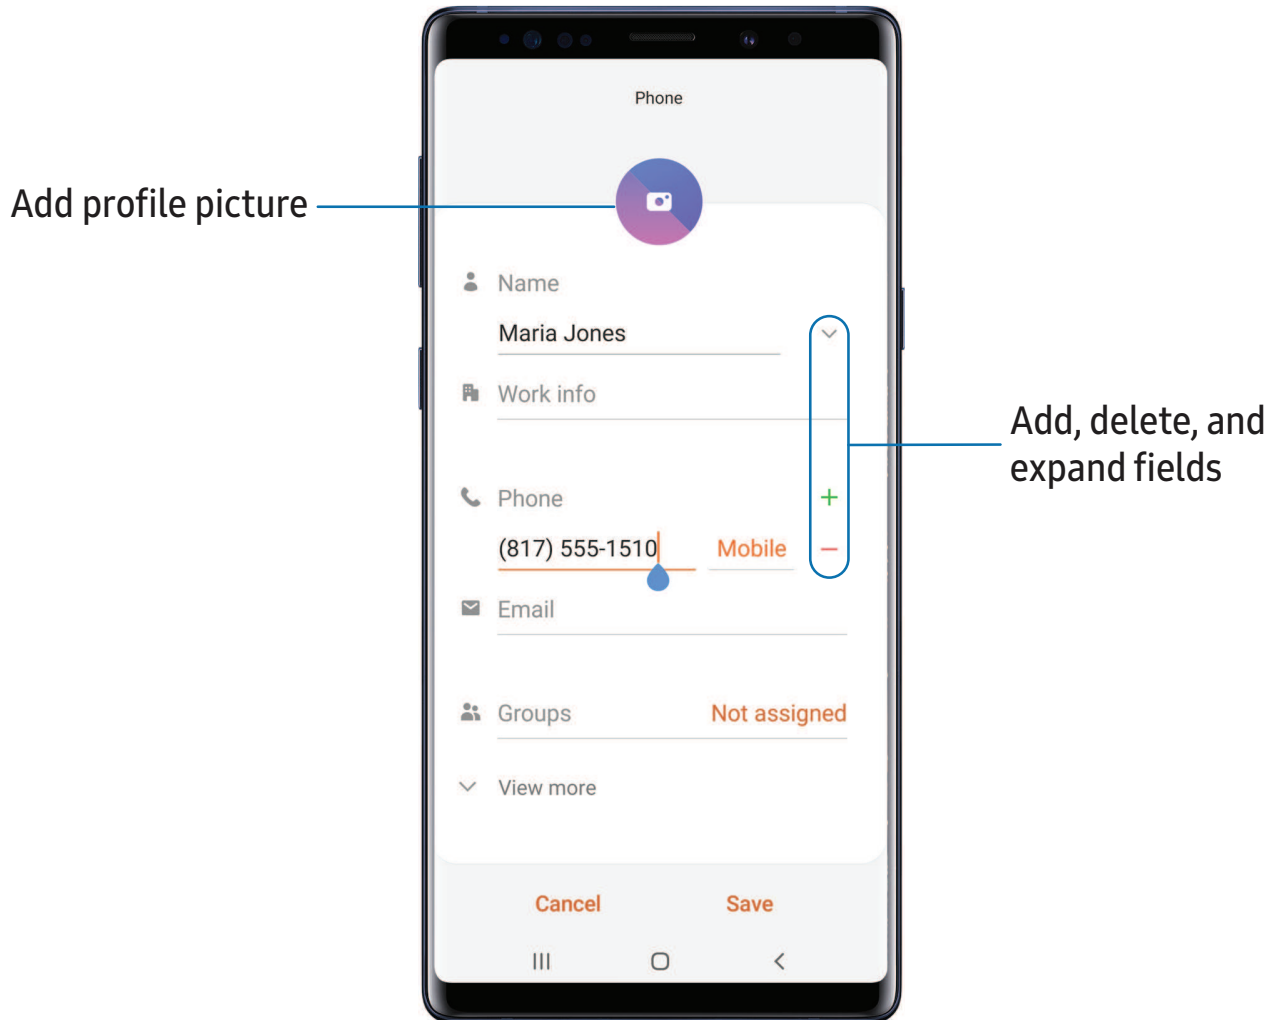 Phone
Add profile picture
Name
Maria Jones
Work info
Add, delete, and
expand fields
Phone
(817) 555-1510 Mobile
Email
Groups Not assigned
View more
Cancel Save